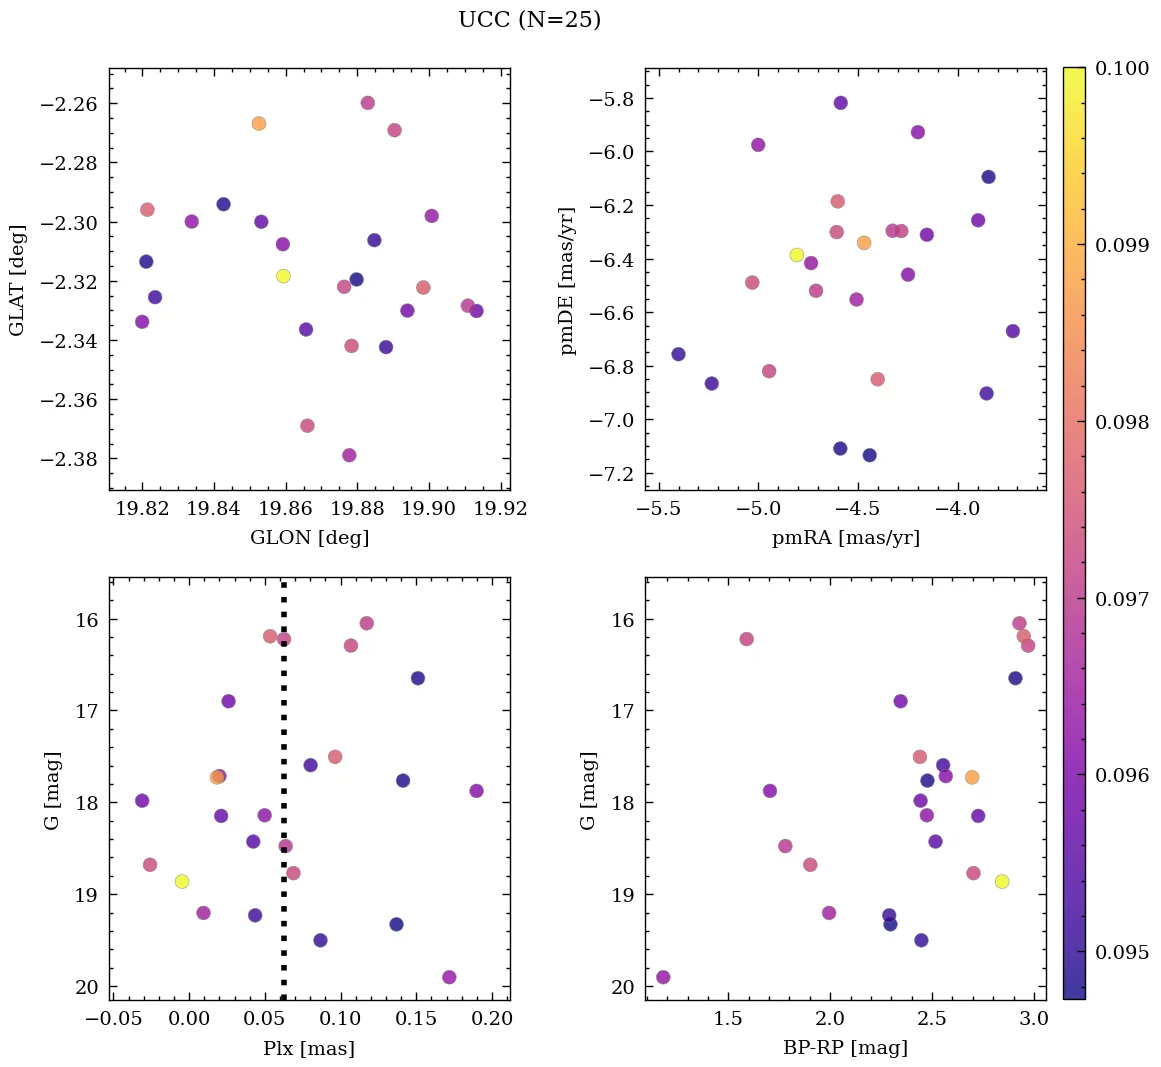 UCC (N=25)
−2.26
−2.28
−2.30
−2.32
−2.34
−2.36
−2.38
GLAT [deg]
19.82 19.84 19.86 19.88 19.90 19.92
GLON [deg]
−5.8
−6.0
−6.2
−6.4
−6.6
−6.8
−7.0
−7.2
pmDE [mas/yr]
−5.5 −5.0 −4.5 −4.0
pmRA [mas/yr]
16
17
18
19
20
G [mag]
−0.05 0.00 0.05 0.10 0.15 0.20
Plx [mas]
16
17
18
19
20
G [mag]
1.5 2.0 2.5 3.0
BP-RP [mag]
0.100
0.099
0.098
0.097
0.096
0.095